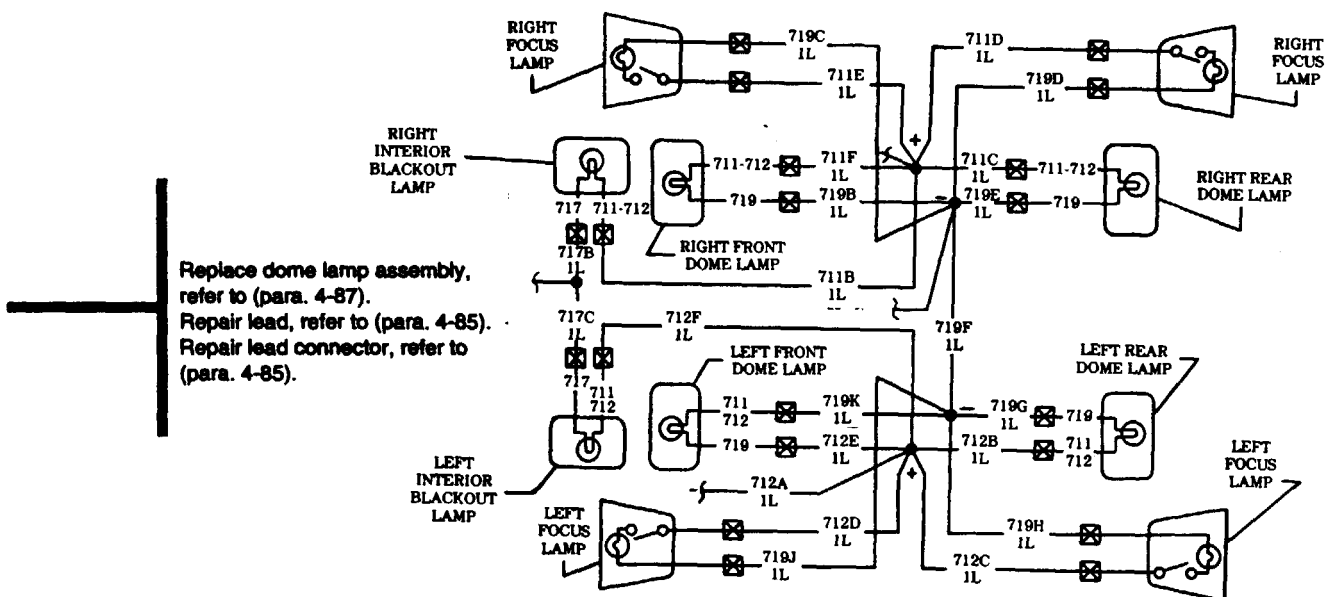 RIGHT
FOCUS
LAMP
719C
1L
711E
1L
711D
1L
719D
1L
RIGHT
FOCUS
LAMP
+
RIGHT
INTERIOR
BLACKOUT
LAMP
717
711-712
717B
1L
711-712
719
RIGHT FRONT
DOME LAMP
711F
1L
719B
1L
711C
1L
-
719E
1L
711-712
719
RIGHT REAR
DOME LAMP
711B
1L
Replace dome lamp assembly,
refer to (para. 4-87).
Repair lead, refer to (para. 4-85).
Repair lead connector, refer to
(para. 4-85).
717C
1L
712F
1L
719F
1L
717
711
712
LEFT
INTERIOR
BLACKOUT
LAMP
LEFT FRONT
DOME LAMP
711
712
719
719K
1L
712E
1L
-
719G
1L
712B
1L
+
719
711
712
LEFT REAR
DOME LAMP
712A
1L
LEFT
FOCUS
LAMP
712D
1L
719J
1L
719H
1L
712C
1L
LEFT
FOCUS
LAMP